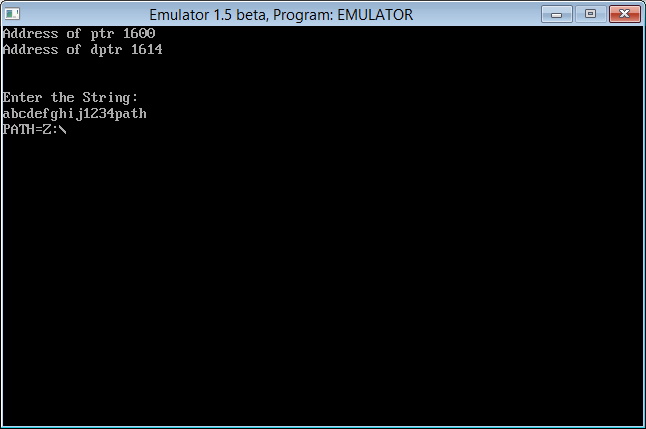 Emulator 1.5 beta, Program: EMULATOR
Address of ptr 1600
Address of dptr 1614
Enter the String:
abcdefghij1234path
PATH=Z:\